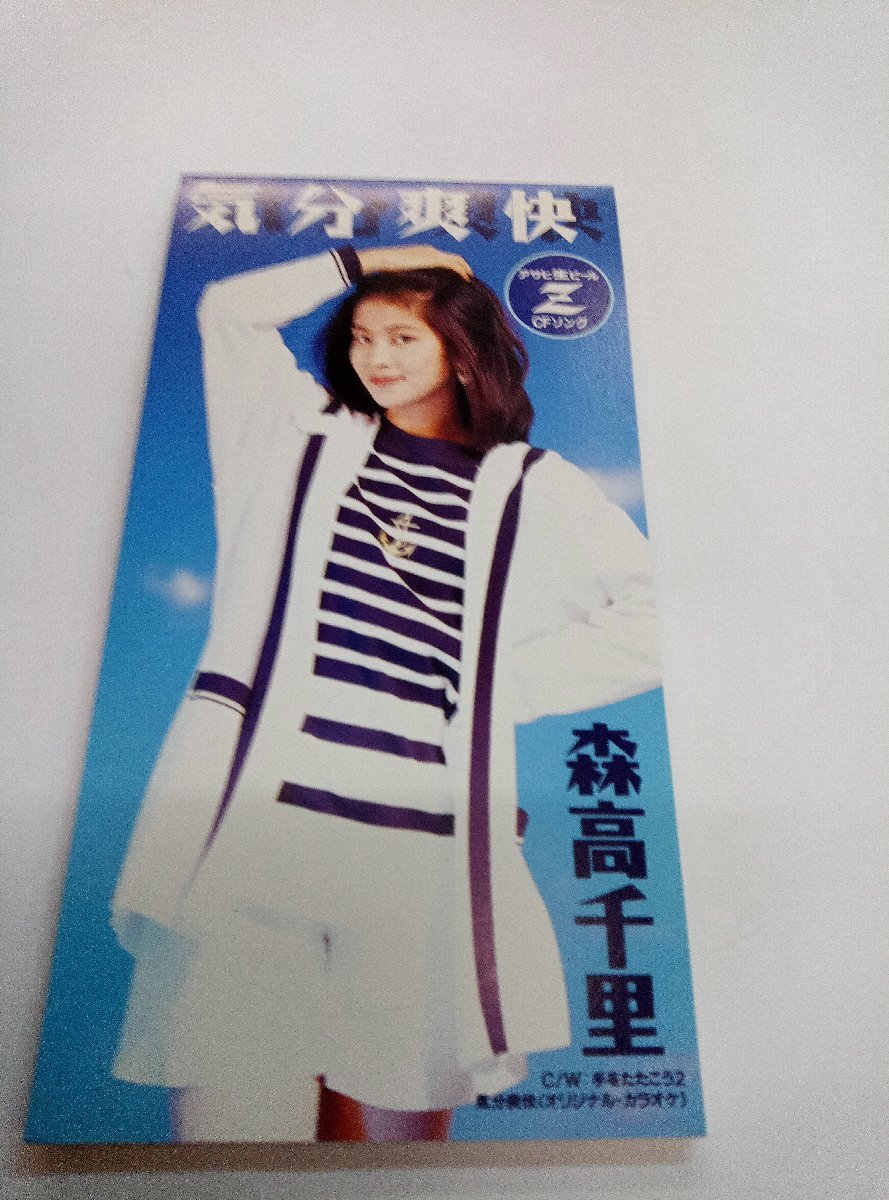 気分爽快
アサヒ生ビール
Z
CFソング
森高千里
C/W 手をたたこう2
気分爽快(オリジナル・カラオケ)